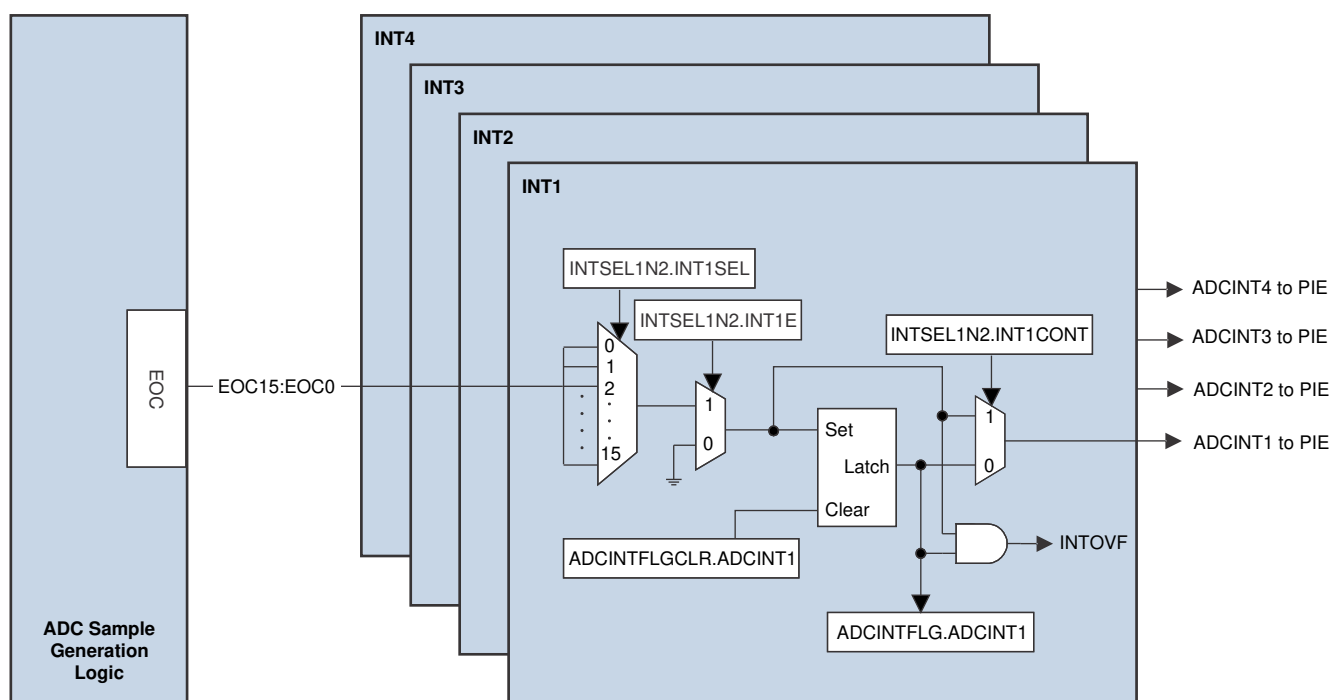 INT4
INT3
INT2
INT1
INTSEL1N2.INT1SEL
INTSEL1N2.INT1E
INTSEL1N2.INT1CONT
0
1
2
15
1
0
Set
Latch
Clear
1
0
EOC
EOC15:EOC0
ADCINTFLGCLR.ADCINT1
ADCINTFLG.ADCINT1
INTOVF
ADCINT4 to PIE
ADCINT3 to PIE
ADCINT2 to PIE
ADCINT1 to PIE
ADC Sample
Generation
Logic